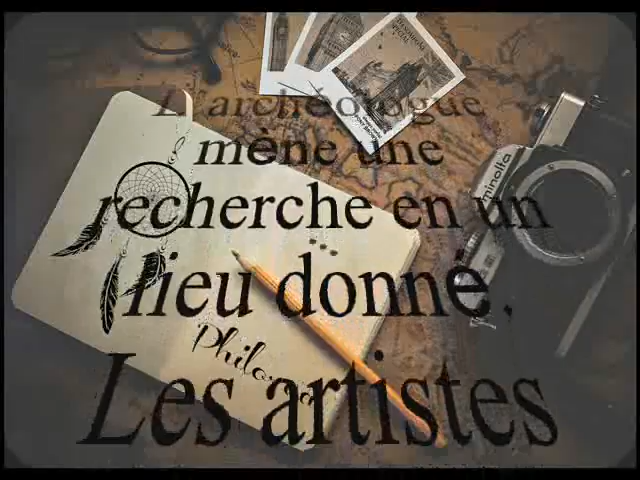 L'archéologue
mène une
recherche en un
lieu donné.
Les artistes
minolta